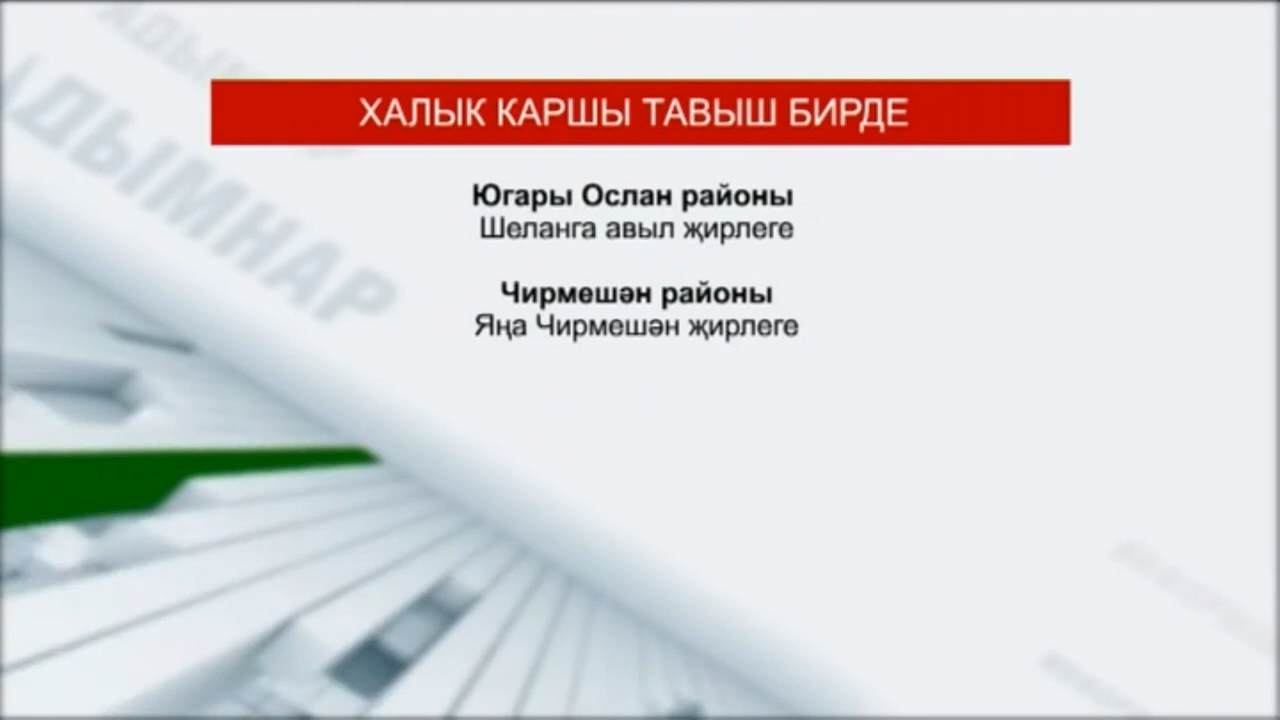 ХАЛЫК КАРШЫ ТАВЫШ БИРДЕ
Югары Ослан районы
Шеланга авыл җирлеге
Чирмешән районы
Яңа Чирмешән җирлеге